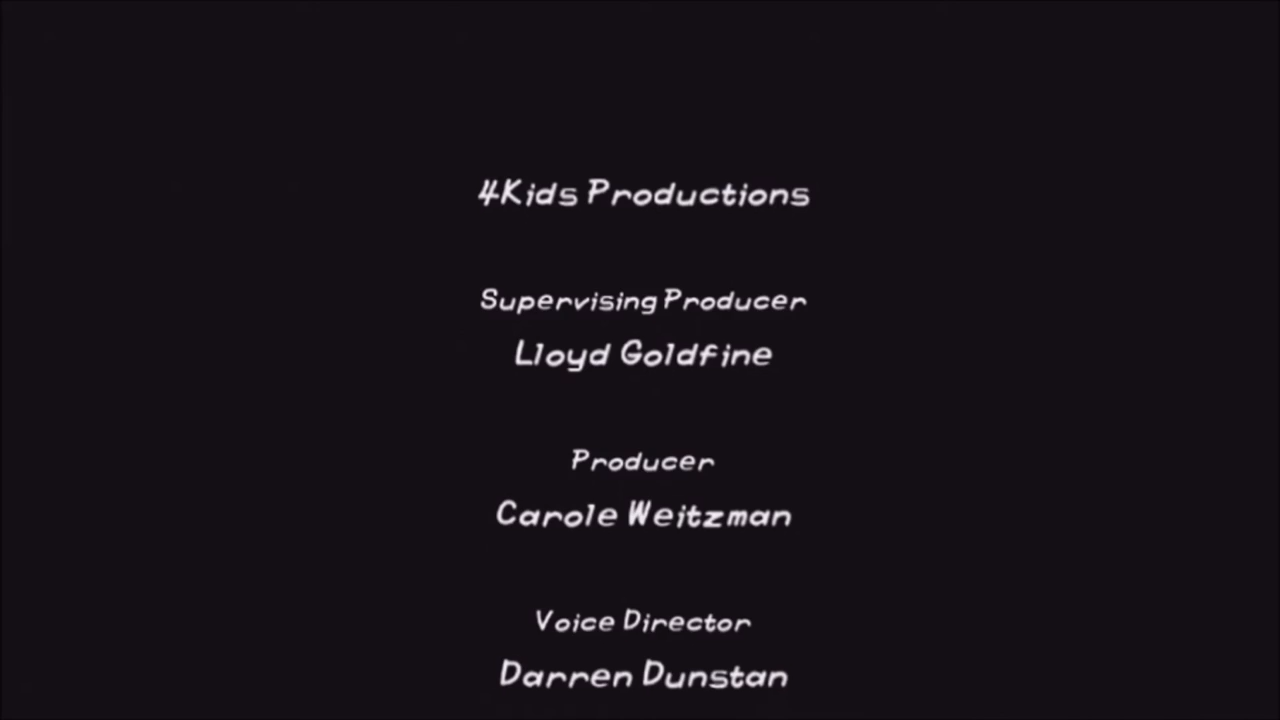 4Kids Productions
Supervising Producer
Lloyd Goldfine
Producer
Carole Weitzman
Voice Director
Darren Dunstan